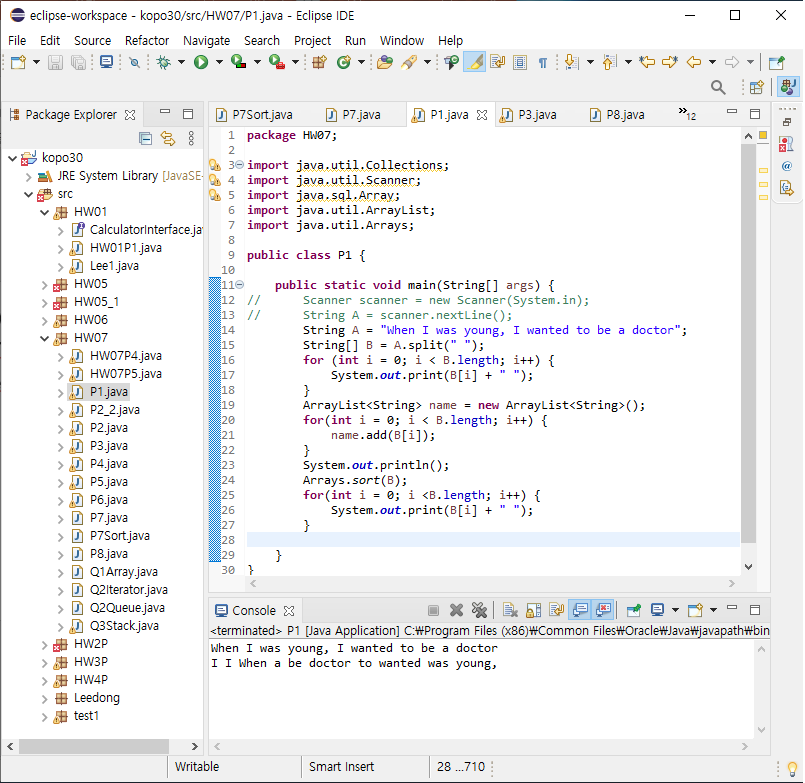 eclipse-workspace - kopo30/src/HW07/P1.java - Eclipse IDE
File Edit Source Refactor Navigate Search Project Run Window Help
Package Explorer
P7Sort.java P7.java P1.java P3.java P8.java »12
kopo30
JRE System Library [JavaSE-
src
HW01
CalculatorInterface.jav
HW01P1.java
Lee1.java
HW05
HW05_1
HW06
HW07
HW07P4.java
HW07P5.java
P1.java
P2_2.java
P2.java
P3.java
P4.java
P5.java
P6.java
P7.java
P7Sort.java
P8.java
Q1Array.java
Q2Iterator.java
Q2Queue.java
Q3Stack.java
HW2P
HW3P
HW4P
Leedong
test1
1 package HW07;
2
3 import java.util.Collections;
4 import java.util.Scanner;
5 import java.sql.Array;
6 import java.util.ArrayList;
7 import java.util.Arrays;
8
9 public class P1 {
10
11     public static void main(String[] args) {
12 //      Scanner scanner = new Scanner(System.in);
13 //      String A = scanner.nextLine();
14         String A = "When I was young, I wanted to be a doctor";
15         String[] B = A.split(" ");
16         for (int i = 0; i < B.length; i++) {
17             System.out.print(B[i] + " ");
18         }
19         ArrayList<String> name = new ArrayList<String>();
20         for(int i = 0; i < B.length; i++) {
21             name.add(B[i]);
22         }
23         System.out.println();
24         Arrays.sort(B);
25         for(int i = 0; i <B.length; i++) {
26             System.out.print(B[i] + " ");
27         }
28
29     }
30 }
Console
<terminated> P1 [Java Application] C:₩Program Files (x86)₩Common Files₩Oracle₩Java₩javapath₩bin
When I was young, I wanted to be a doctor
I I When a be doctor to wanted was young,
Writable Smart Insert 28 ...710